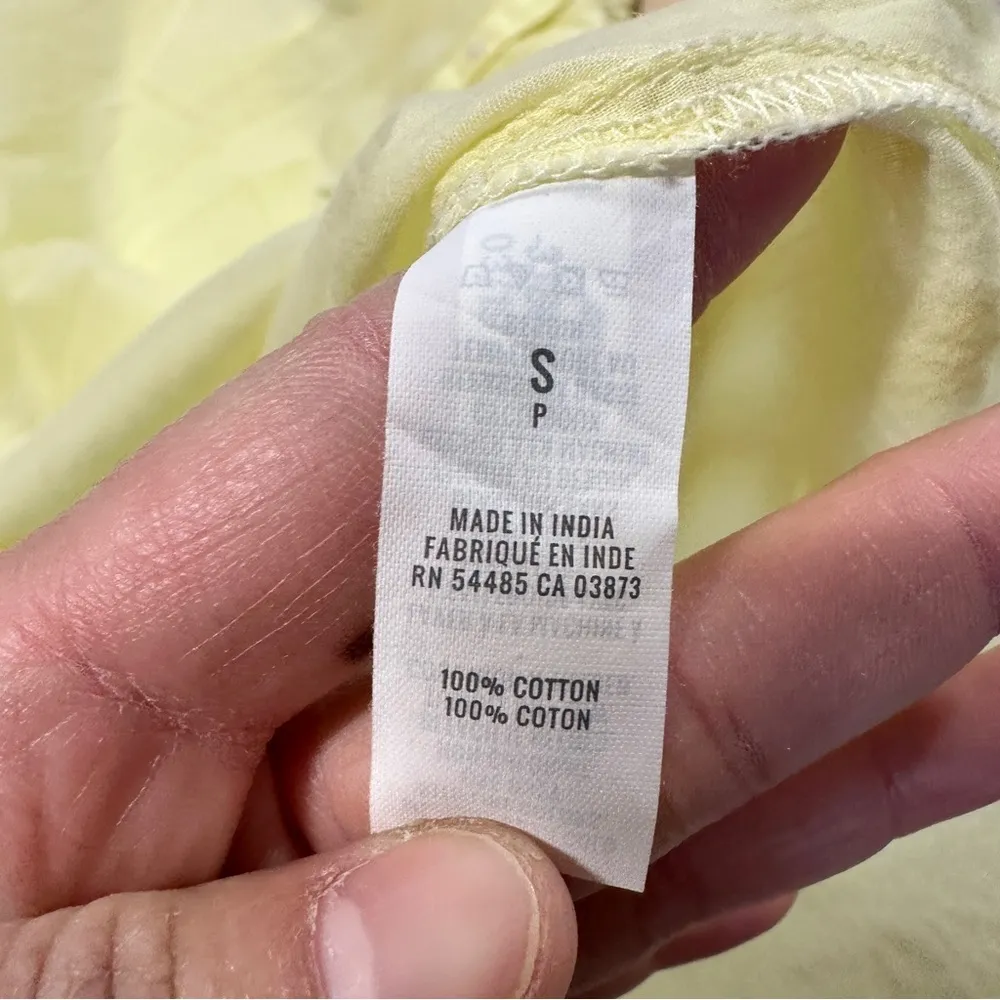 S
P
MADE IN INDIA
FABRIQUÉ EN INDE
RN 54485 CA 03873
100% COTTON
100% COTON